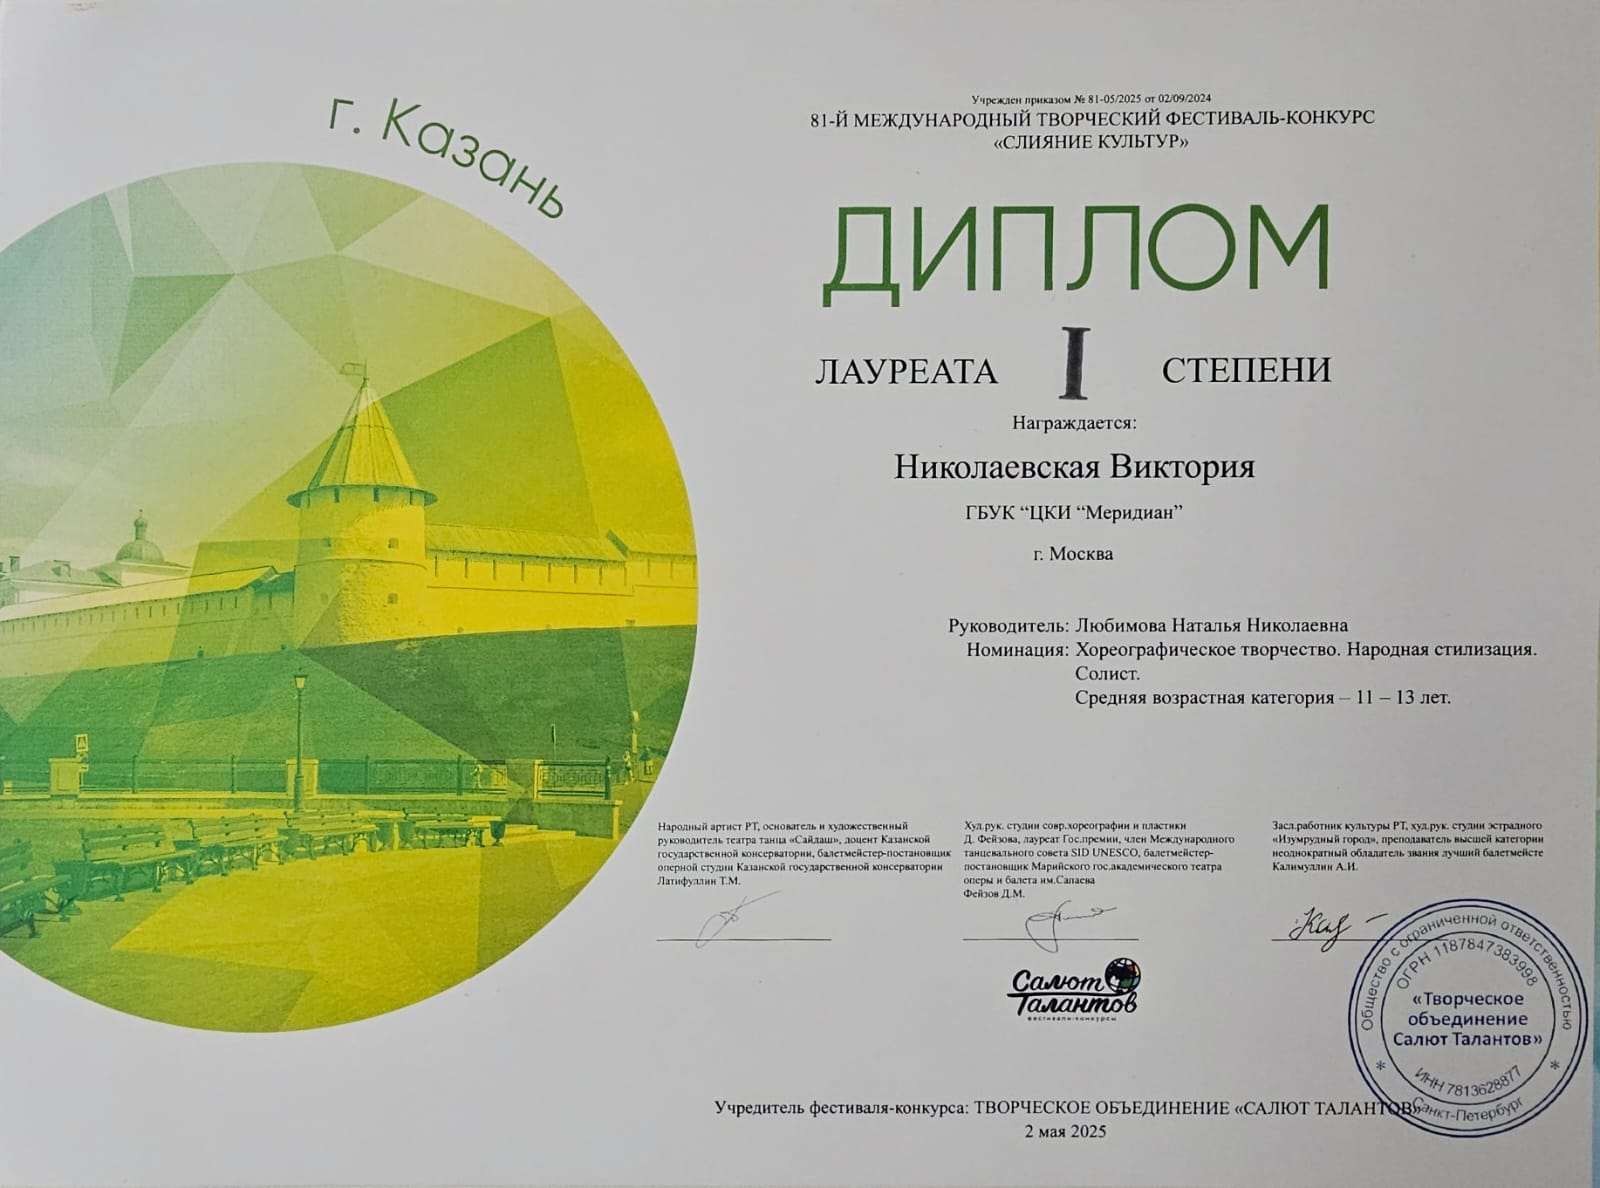 г. Казань
Учрежден приказом № 81-05/2025 от 02/09/2024
81-Й МЕЖДУНАРОДНЫЙ ТВОРЧЕСКИЙ ФЕСТИВАЛЬ-КОНКУРС
«СЛИЯНИЕ КУЛЬТУР»
ДИПЛОМ
ЛАУРЕАТА I СТЕПЕНИ
Награждается:
Николаевская Виктория
ГБУК “ЦКИ “Меридиан”
г. Москва
Руководитель: Любимова Наталья Николаевна
Номинация: Хореографическое творчество. Народная стилизация.
Солист.
Средняя возрастная категория – 11 – 13 лет.
Народный артист РТ, основатель и художественный
руководитель театра танца «Сайдаш», доцент Казанской
государственной консерватории, балетмейстер-постановщик
оперной студии Казанской государственной консерватории
Латифуллин Т.М.
Худ.рук. студии совр.хореографии и пластики
Д. Фейзова, лауреат Гос.премии, член Международного
танцевального совета SID UNESCO, балетмейстер-
постановщик Марийского гос.академического театра
оперы и балета им.Сапаева
Фейзов Д.М.
Засл.работник культуры РТ, худ.рук. студии эстрадного
«Изумрудный город», преподаватель высшей категории
неоднократный обладатель звания лучший балетмейсте
Калимуллин А.И.
Салют
Талантов
фестивали-конкурсы
Общество с ограниченной ответственностью
ОГРН 1187847383998
«Творческое
объединение
Салют Талантов»
ИНН 7813628877
Санкт-Петербург
Учредитель фестиваля-конкурса: ТВОРЧЕСКОЕ ОБЪЕДИНЕНИЕ «САЛЮТ ТАЛАНТОВ»
2 мая 2025